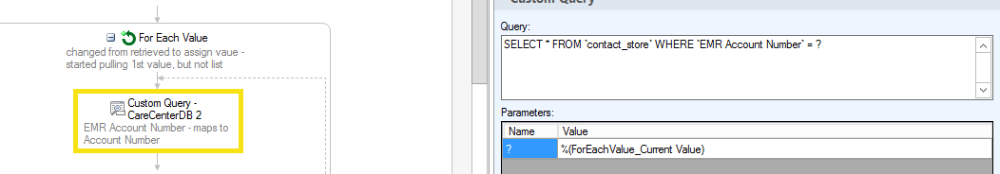 For Each Value
changed from retrieved to assign vaue -
started pulling 1st value, but not list
Custom Query -
CareCenterDB 2
EMR Account Number - maps to
Account Number
Custom Query
Query:
SELECT * FROM `contact_store` WHERE `EMR Account Number` = ?
Parameters:
Name Value
? %(ForEachValue_Current Value)